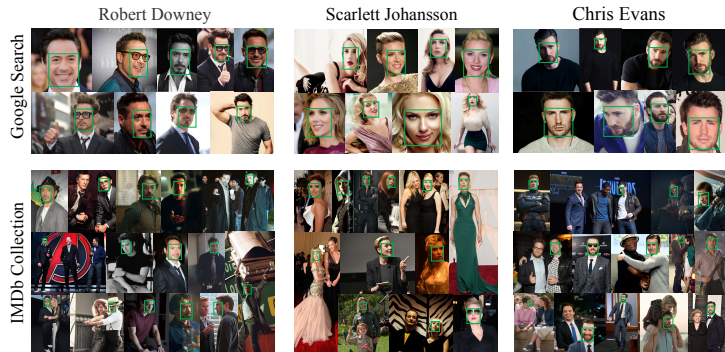 Robert Downey
Scarlett Johansson
Chris Evans
Google Search
IMDb Collection